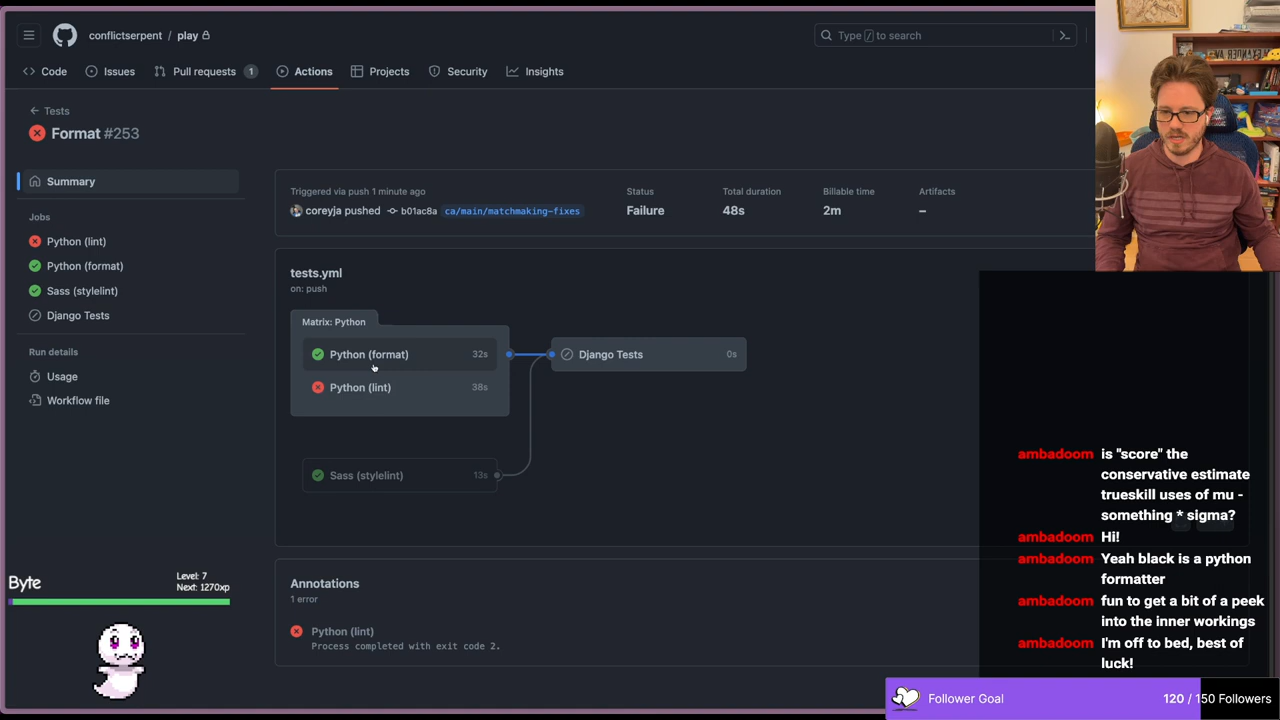 conflictserpent / play
Type / to search
Code
Issues
Pull requests 1
Actions
Projects
Security
Insights
Tests
Format #253
Summary
Jobs
Python (lint)
Python (format)
Sass (stylelint)
Django Tests
Run details
Usage
Workflow file
Triggered via push 1 minute ago
coreyja pushed b01ac8a ca/main/matchmaking-fixes
Status
Failure
Total duration
48s
Billable time
2m
Artifacts
–
tests.yml
on: push
Matrix: Python
Python (format) 32s
Python (lint) 38s
Sass (stylelint) 13s
Django Tests 0s
Annotations
1 error
Python (lint)
Process completed with exit code 2.
Byte
Level: 7
Next: 1270xp
ambadoom is "score" the
conservative estimate
trueskill uses of mu -
something * sigma?
ambadoom Hi!
ambadoom Yeah black is a python
formatter
ambadoom fun to get a bit of a peek
into the inner workings
ambadoom I'm off to bed, best of
luck!
Follower Goal
120 / 150 Followers